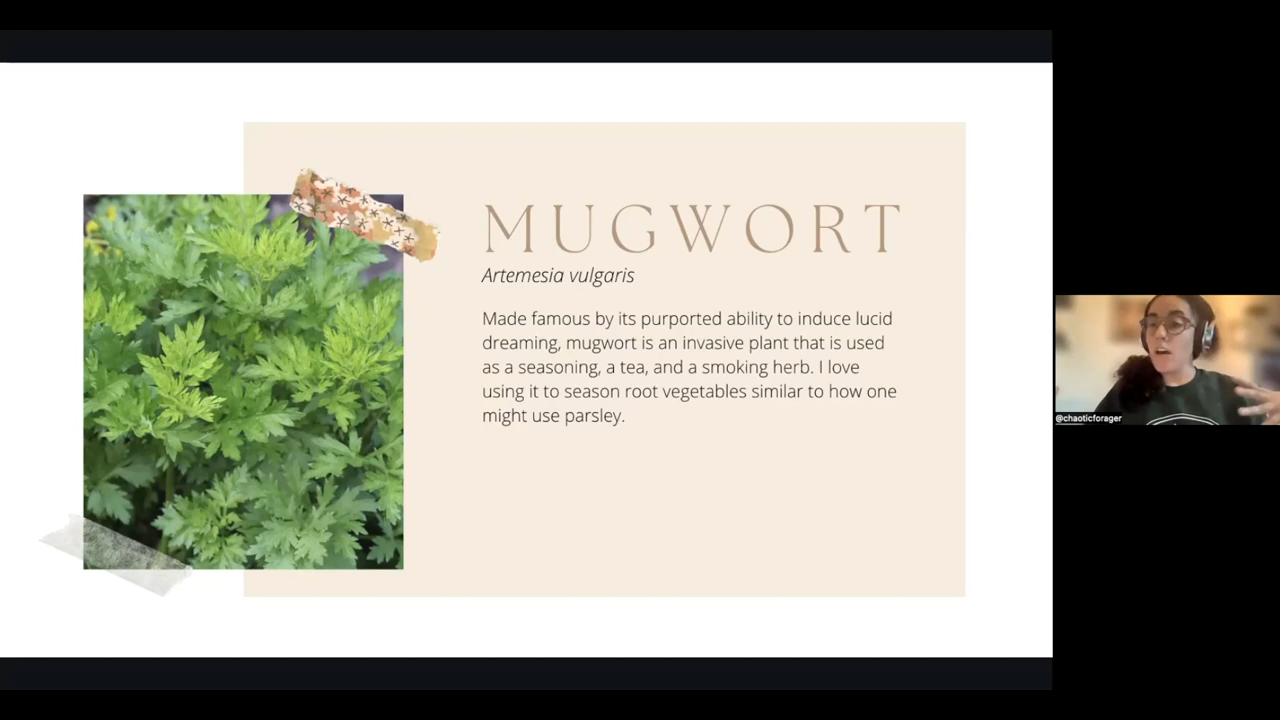 MUGWORT
Artemesia vulgaris
Made famous by its purported ability to induce lucid
dreaming, mugwort is an invasive plant that is used
as a seasoning, a tea, and a smoking herb. I love
using it to season root vegetables similar to how one
might use parsley.
@chaoticforager